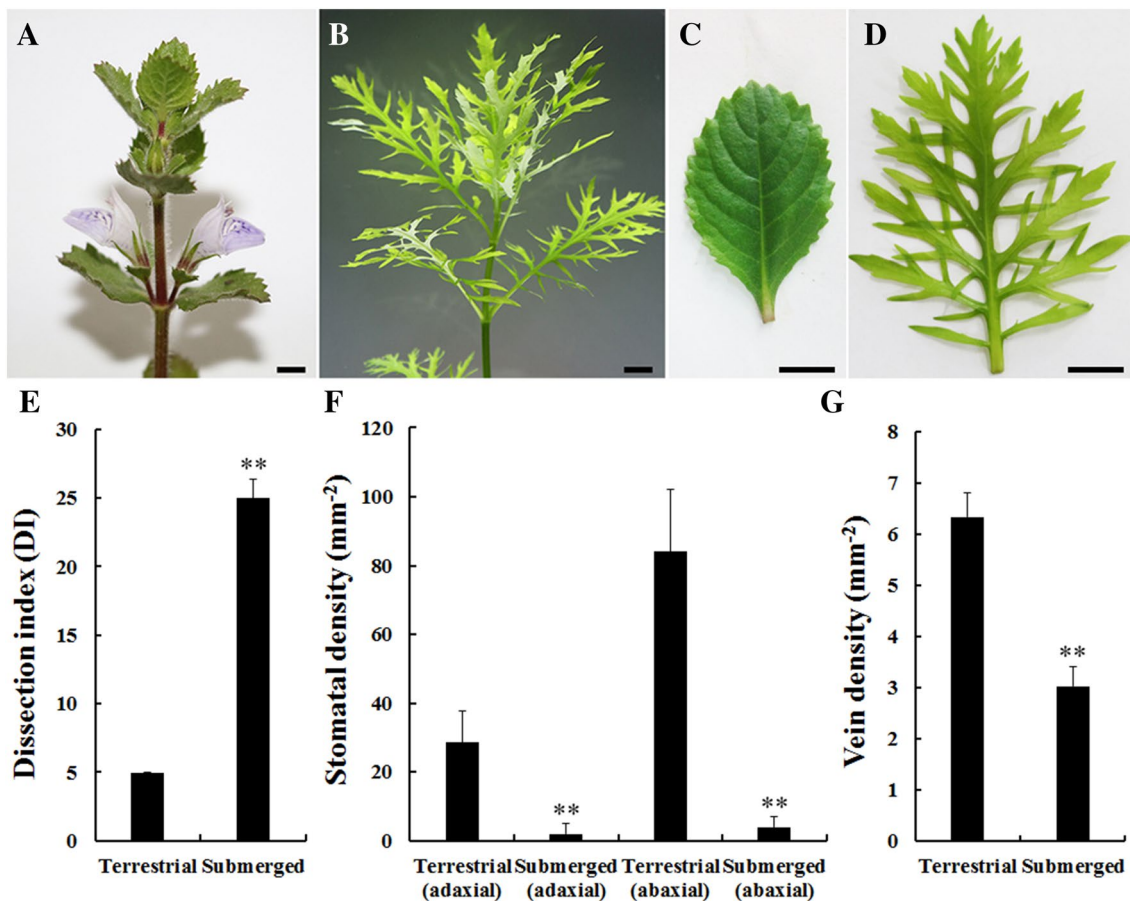 A
B
C
D
E
F
G
Dissection index (DI)
30
25
20
15
10
5
0
**
Terrestrial Submerged
Stomatal density (mm⁻²)
120
100
80
60
40
20
0
**
**
Terrestrial Submerged Terrestrial Submerged
(adaxial) (adaxial) (abaxial) (abaxial)
Vein density (mm⁻²)
8
7
6
5
4
3
2
1
0
**
Terrestrial Submerged